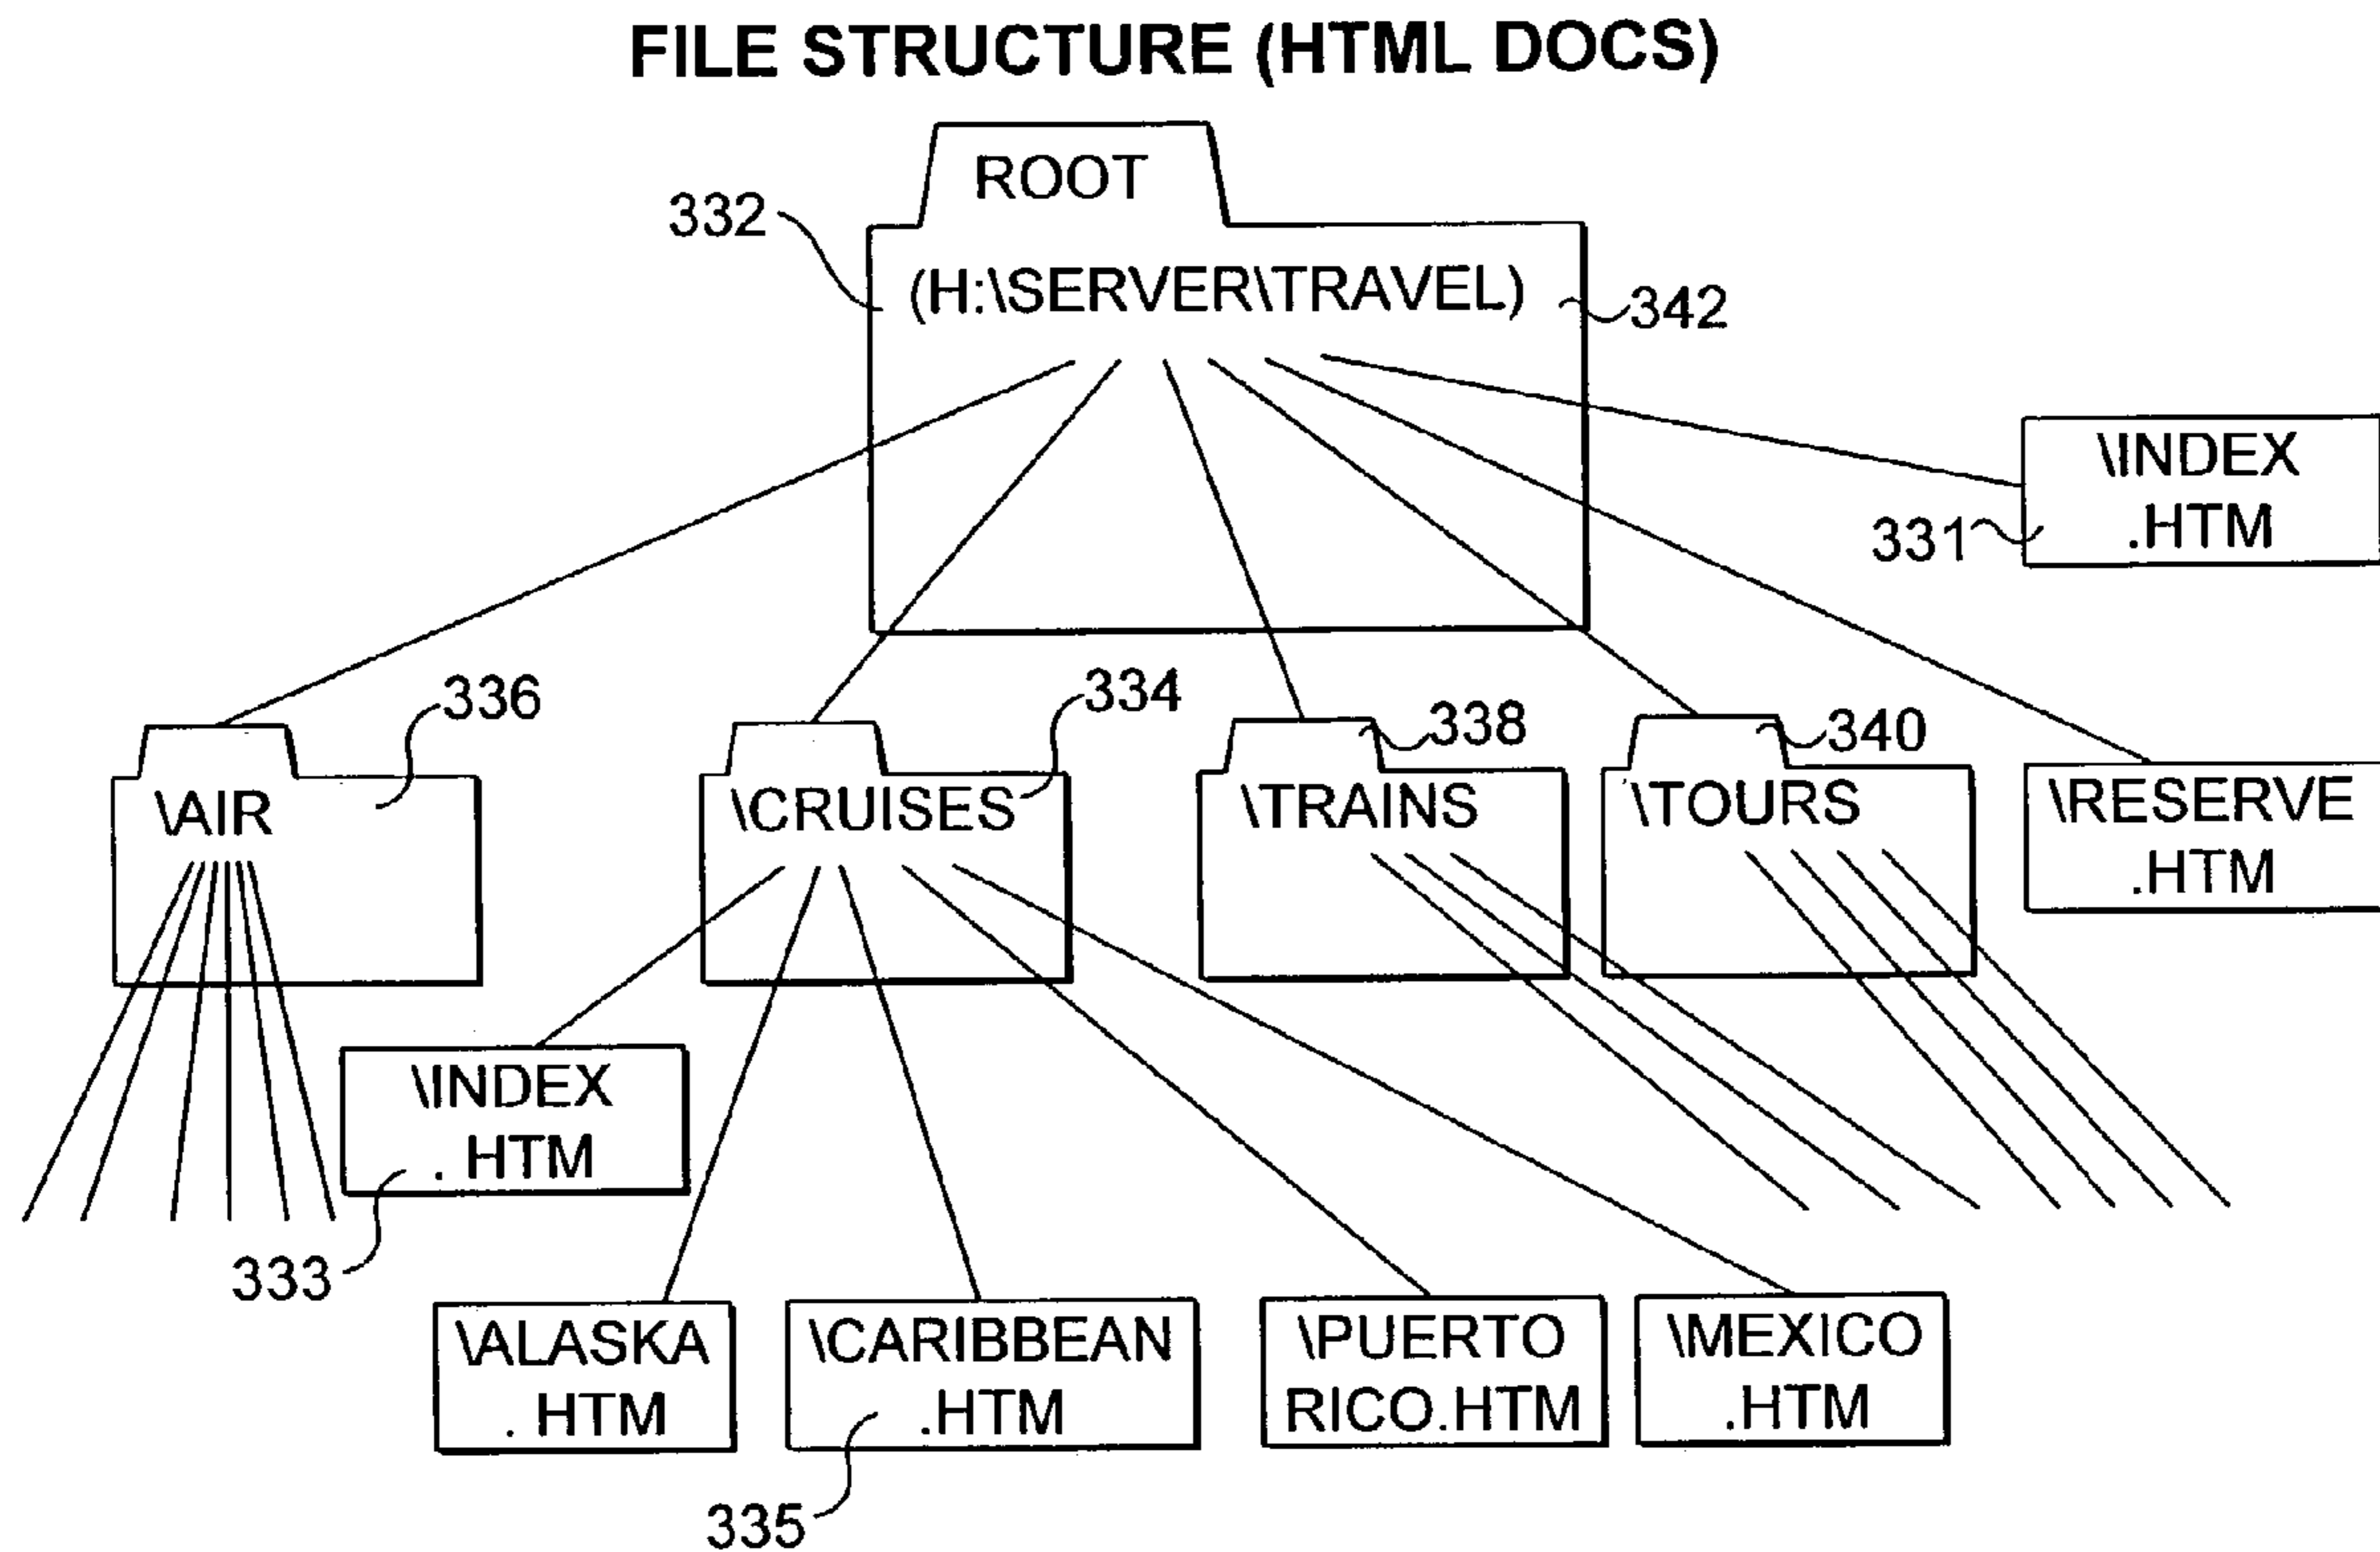 FILE STRUCTURE (HTML DOCS)
ROOT
332
(H:\SERVER\TRAVEL)
342
\INDEX
.HTM
331
336
334
338
340
\AIR
\CRUISES
\TRAINS
\TOURS
\RESERVE
.HTM
\INDEX
. HTM
333
\ALASKA
. HTM
\CARIBBEAN
.HTM
\PUERTO
RICO.HTM
\MEXICO
.HTM
335